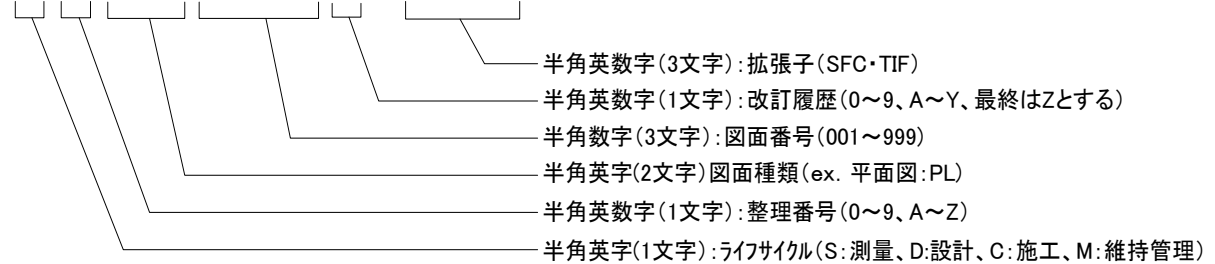 半角英数字(3文字):拡張子(SFC・TIF)
半角英数字(1文字):改訂履歴(0～9、A～Y、最終はZとする)
半角数字(3文字):図面番号(001～999)
半角英字(2文字)図面種類(ex. 平面図:PL)
半角英数字(1文字):整理番号(0～9、A～Z)
半角英字(1文字):ﾗｲﾌｻｲｸﾙ(S:測量、D:設計、C:施工、M:維持管理)